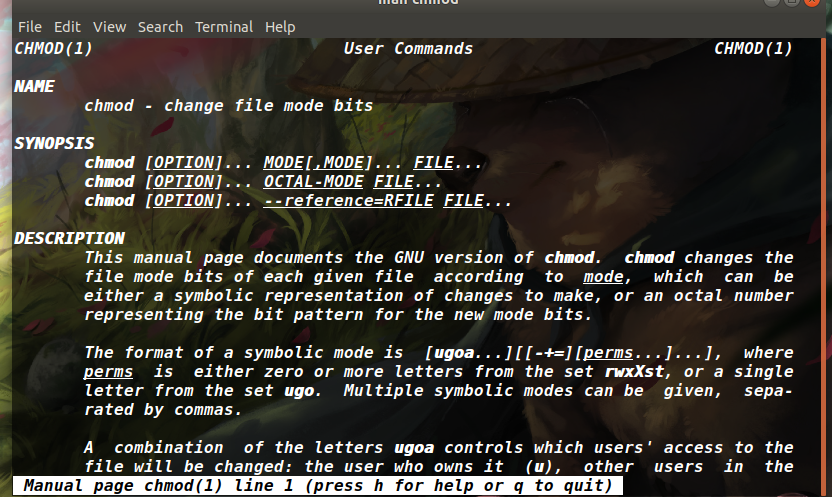 man chmod
File Edit View Search Terminal Help
CHMOD(1) User Commands CHMOD(1)
NAME
chmod - change file mode bits
SYNOPSIS
chmod [OPTION]... MODE[,MODE]... FILE...
chmod [OPTION]... OCTAL-MODE FILE...
chmod [OPTION]... --reference=RFILE FILE...
DESCRIPTION
This manual page documents the GNU version of chmod. chmod changes the
file mode bits of each given file according to mode, which can be
either a symbolic representation of changes to make, or an octal number
representing the bit pattern for the new mode bits.
The format of a symbolic mode is [ugoa...][[-+=][perms...]...], where
perms is either zero or more letters from the set rwxXst, or a single
letter from the set ugo. Multiple symbolic modes can be given, sepa-
rated by commas.
A combination of the letters ugoa controls which users' access to the
file will be changed: the user who owns it (u), other users in the
Manual page chmod(1) line 1 (press h for help or q to quit)